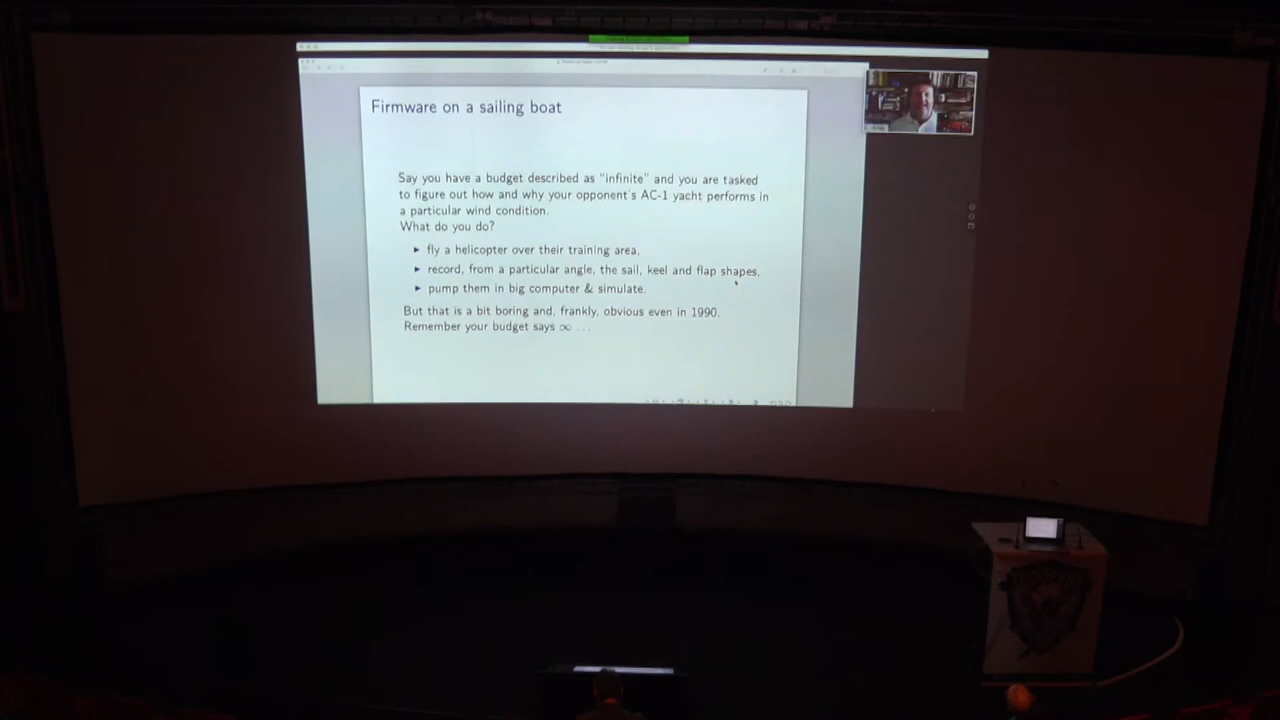 Firmware on a sailing boat
Say you have a budget described as "infinite" and you are tasked
to figure out how and why your opponent's AC-1 yacht performs in
a particular wind condition.
What do you do?
▶ fly a helicopter over their training area,
▶ record, from a particular angle, the sail, keel and flap shapes,
▶ pump them in big computer & simulate.
But that is a bit boring and, frankly, obvious even in 1990.
Remember your budget says ∞ ...